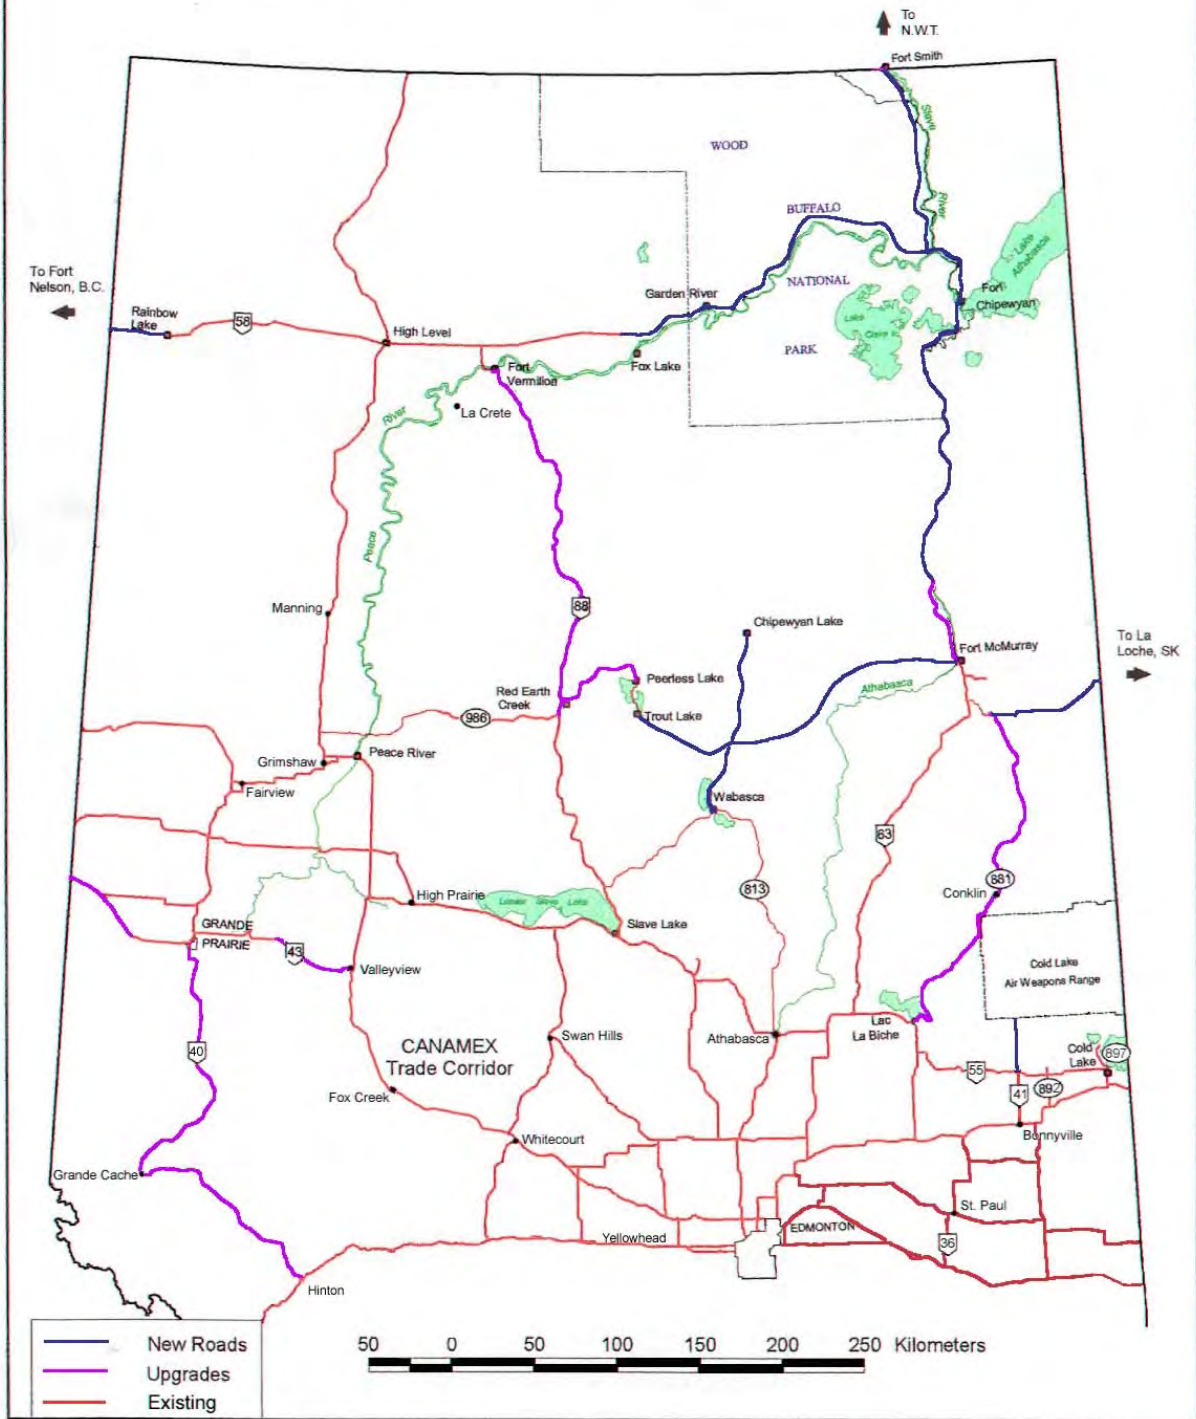 To
N.W.T.
Fort Smith
Slave
River
WOOD
BUFFALO
NATIONAL
PARK
Lake
Athabasca
To Fort
Nelson, B.C.
Rainbow
Lake
58
High Level
Garden River
Fort
Chipewyan
Lake
Claire
Fort
Vermilion
Fox Lake
La Crete
River
Peace
88
Manning
Chipewyan Lake
To La
Loche, SK
Fort McMurray
Peerless Lake
Athabasca
Red Earth
Creek
Trout Lake
986
Peace River
Grimshaw
Fairview
Wabasca
63
813
881
Conklin
High Prairie
Lesser Slave Lake
GRANDE
PRAIRIE
Slave Lake
43
Valleyview
Cold Lake
Air Weapons Range
Lac
La Biche
Athabasca
Swan Hills
CANAMEX
Trade Corridor
40
Cold
Lake
897
55
41
892
Fox Creek
Bonnyville
Whitecourt
Grande Cache
St. Paul
EDMONTON
Yellowhead
36
Hinton
New Roads
Upgrades
Existing
50 0 50 100 150 200 250 Kilometers